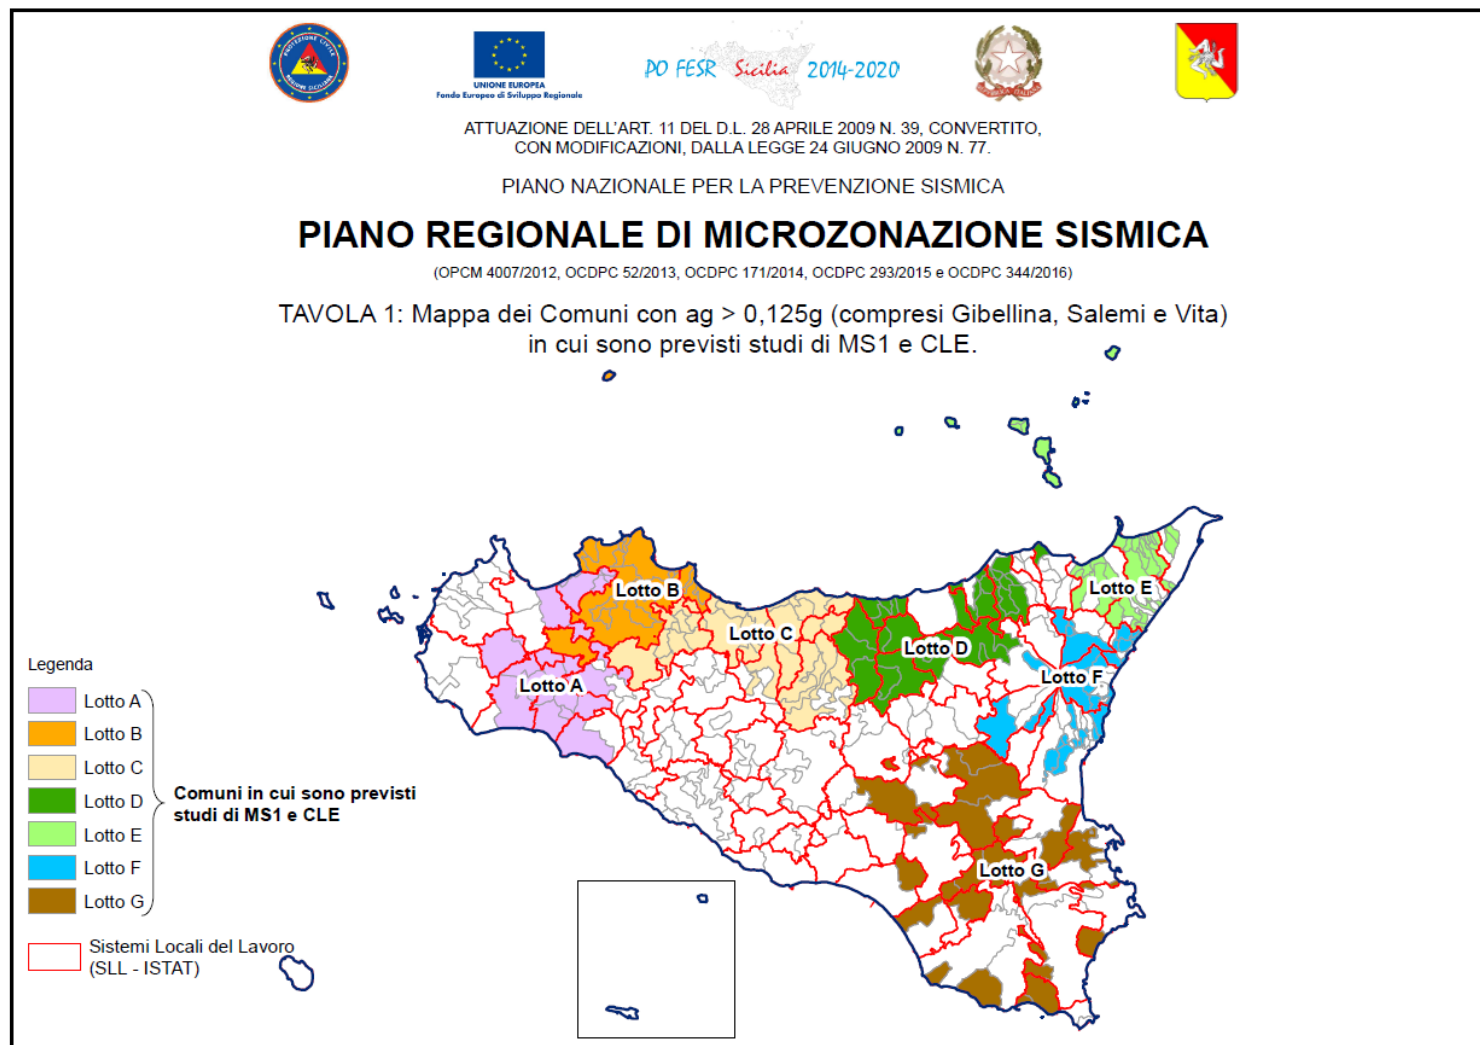 PROTEZIONE CIVILE
REGIONE SICILIANA
UNIONE EUROPEA
Fondo Europeo di Sviluppo Regionale
PO FESR Sicilia 2014-2020
ATTUAZIONE DELL'ART. 11 DEL D.L. 28 APRILE 2009 N. 39, CONVERTITO,
CON MODIFICAZIONI, DALLA LEGGE 24 GIUGNO 2009 N. 77.
PIANO NAZIONALE PER LA PREVENZIONE SISMICA
PIANO REGIONALE DI MICROZONAZIONE SISMICA
(OPCM 4007/2012, OCDPC 52/2013, OCDPC 171/2014, OCDPC 293/2015 e OCDPC 344/2016)
TAVOLA 1: Mappa dei Comuni con ag > 0,125g (compresi Gibellina, Salemi e Vita)
in cui sono previsti studi di MS1 e CLE.
Lotto B
Lotto E
Lotto C
Lotto D
Lotto A
Lotto F
Lotto G
Legenda
Lotto A
Lotto B
Lotto C
Lotto D
Lotto E
Lotto F
Lotto G
Comuni in cui sono previsti
studi di MS1 e CLE
Sistemi Locali del Lavoro
(SLL - ISTAT)